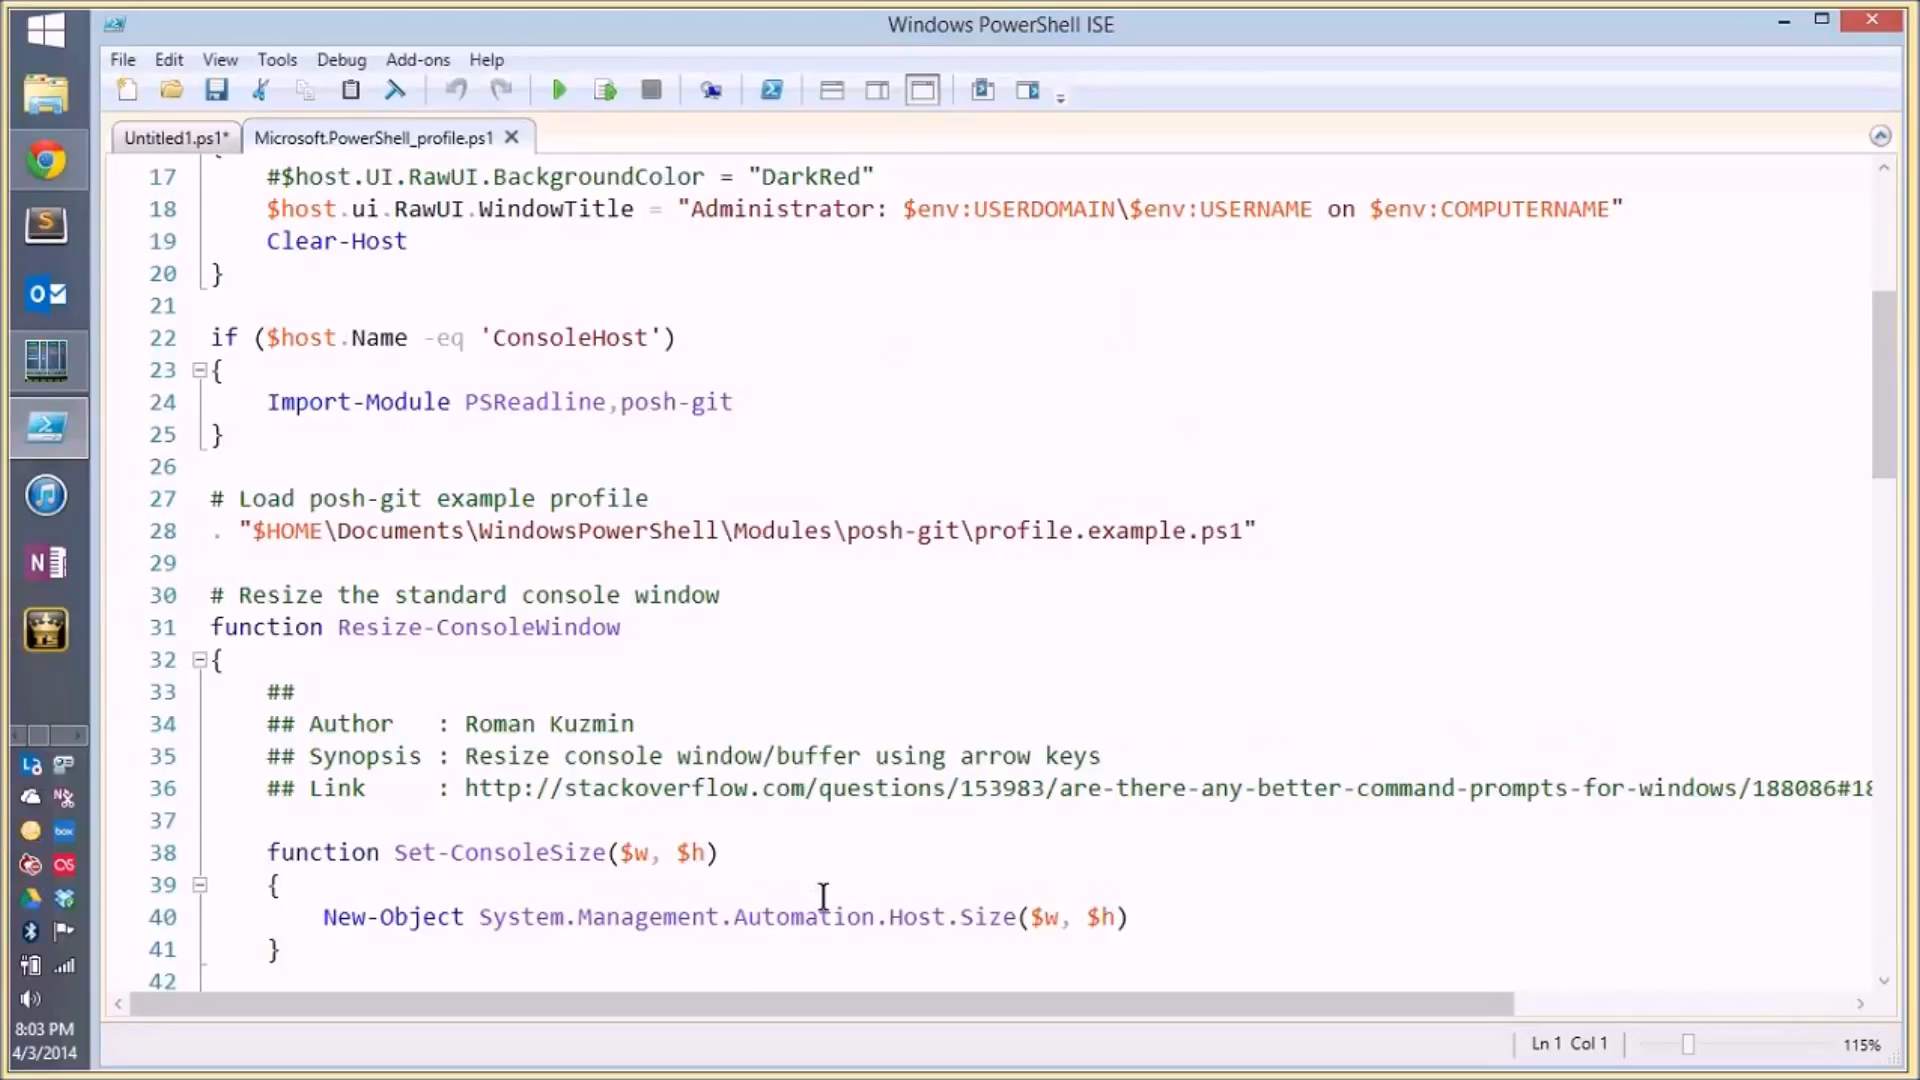 Windows PowerShell ISE
File Edit View Tools Debug Add-ons Help
Untitled1.ps1* Microsoft.PowerShell_profile.ps1
17 #$host.UI.RawUI.BackgroundColor = "DarkRed"
18 $host.ui.RawUI.WindowTitle = "Administrator: $env:USERDOMAIN\$env:USERNAME on $env:COMPUTERNAME"
19 Clear-Host
20 }
21
22 if ($host.Name -eq 'ConsoleHost')
23 {
24 Import-Module PSReadline,posh-git
25 }
26
27 # Load posh-git example profile
28 . "$HOME\Documents\WindowsPowerShell\Modules\posh-git\profile.example.ps1"
29
30 # Resize the standard console window
31 function Resize-ConsoleWindow
32 {
33 ##
34 ## Author : Roman Kuzmin
35 ## Synopsis : Resize console window/buffer using arrow keys
36 ## Link : http://stackoverflow.com/questions/153983/are-there-any-better-command-prompts-for-windows/188086#18
37
38 function Set-ConsoleSize($w, $h)
39 {
40 New-Object System.Management.Automation.Host.Size($w, $h)
41 }
42
8:03 PM
4/3/2014
Ln 1 Col 1
115%